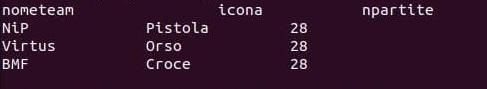 nometeam icona npartite
NiP Pistola 28
Virtus Orso 28
BMF Croce 28